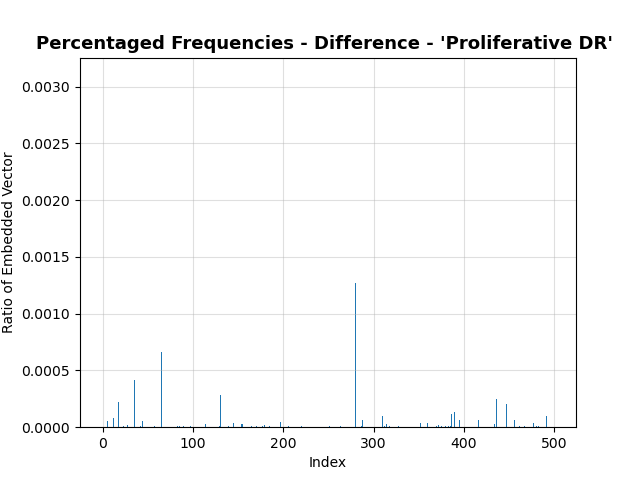 Percentaged Frequencies - Difference - 'Proliferative DR'
0.0030
0.0025
0.0020
0.0015
0.0010
0.0005
0.0000
Ratio of Embedded Vector
0 100 200 300 400 500
Index